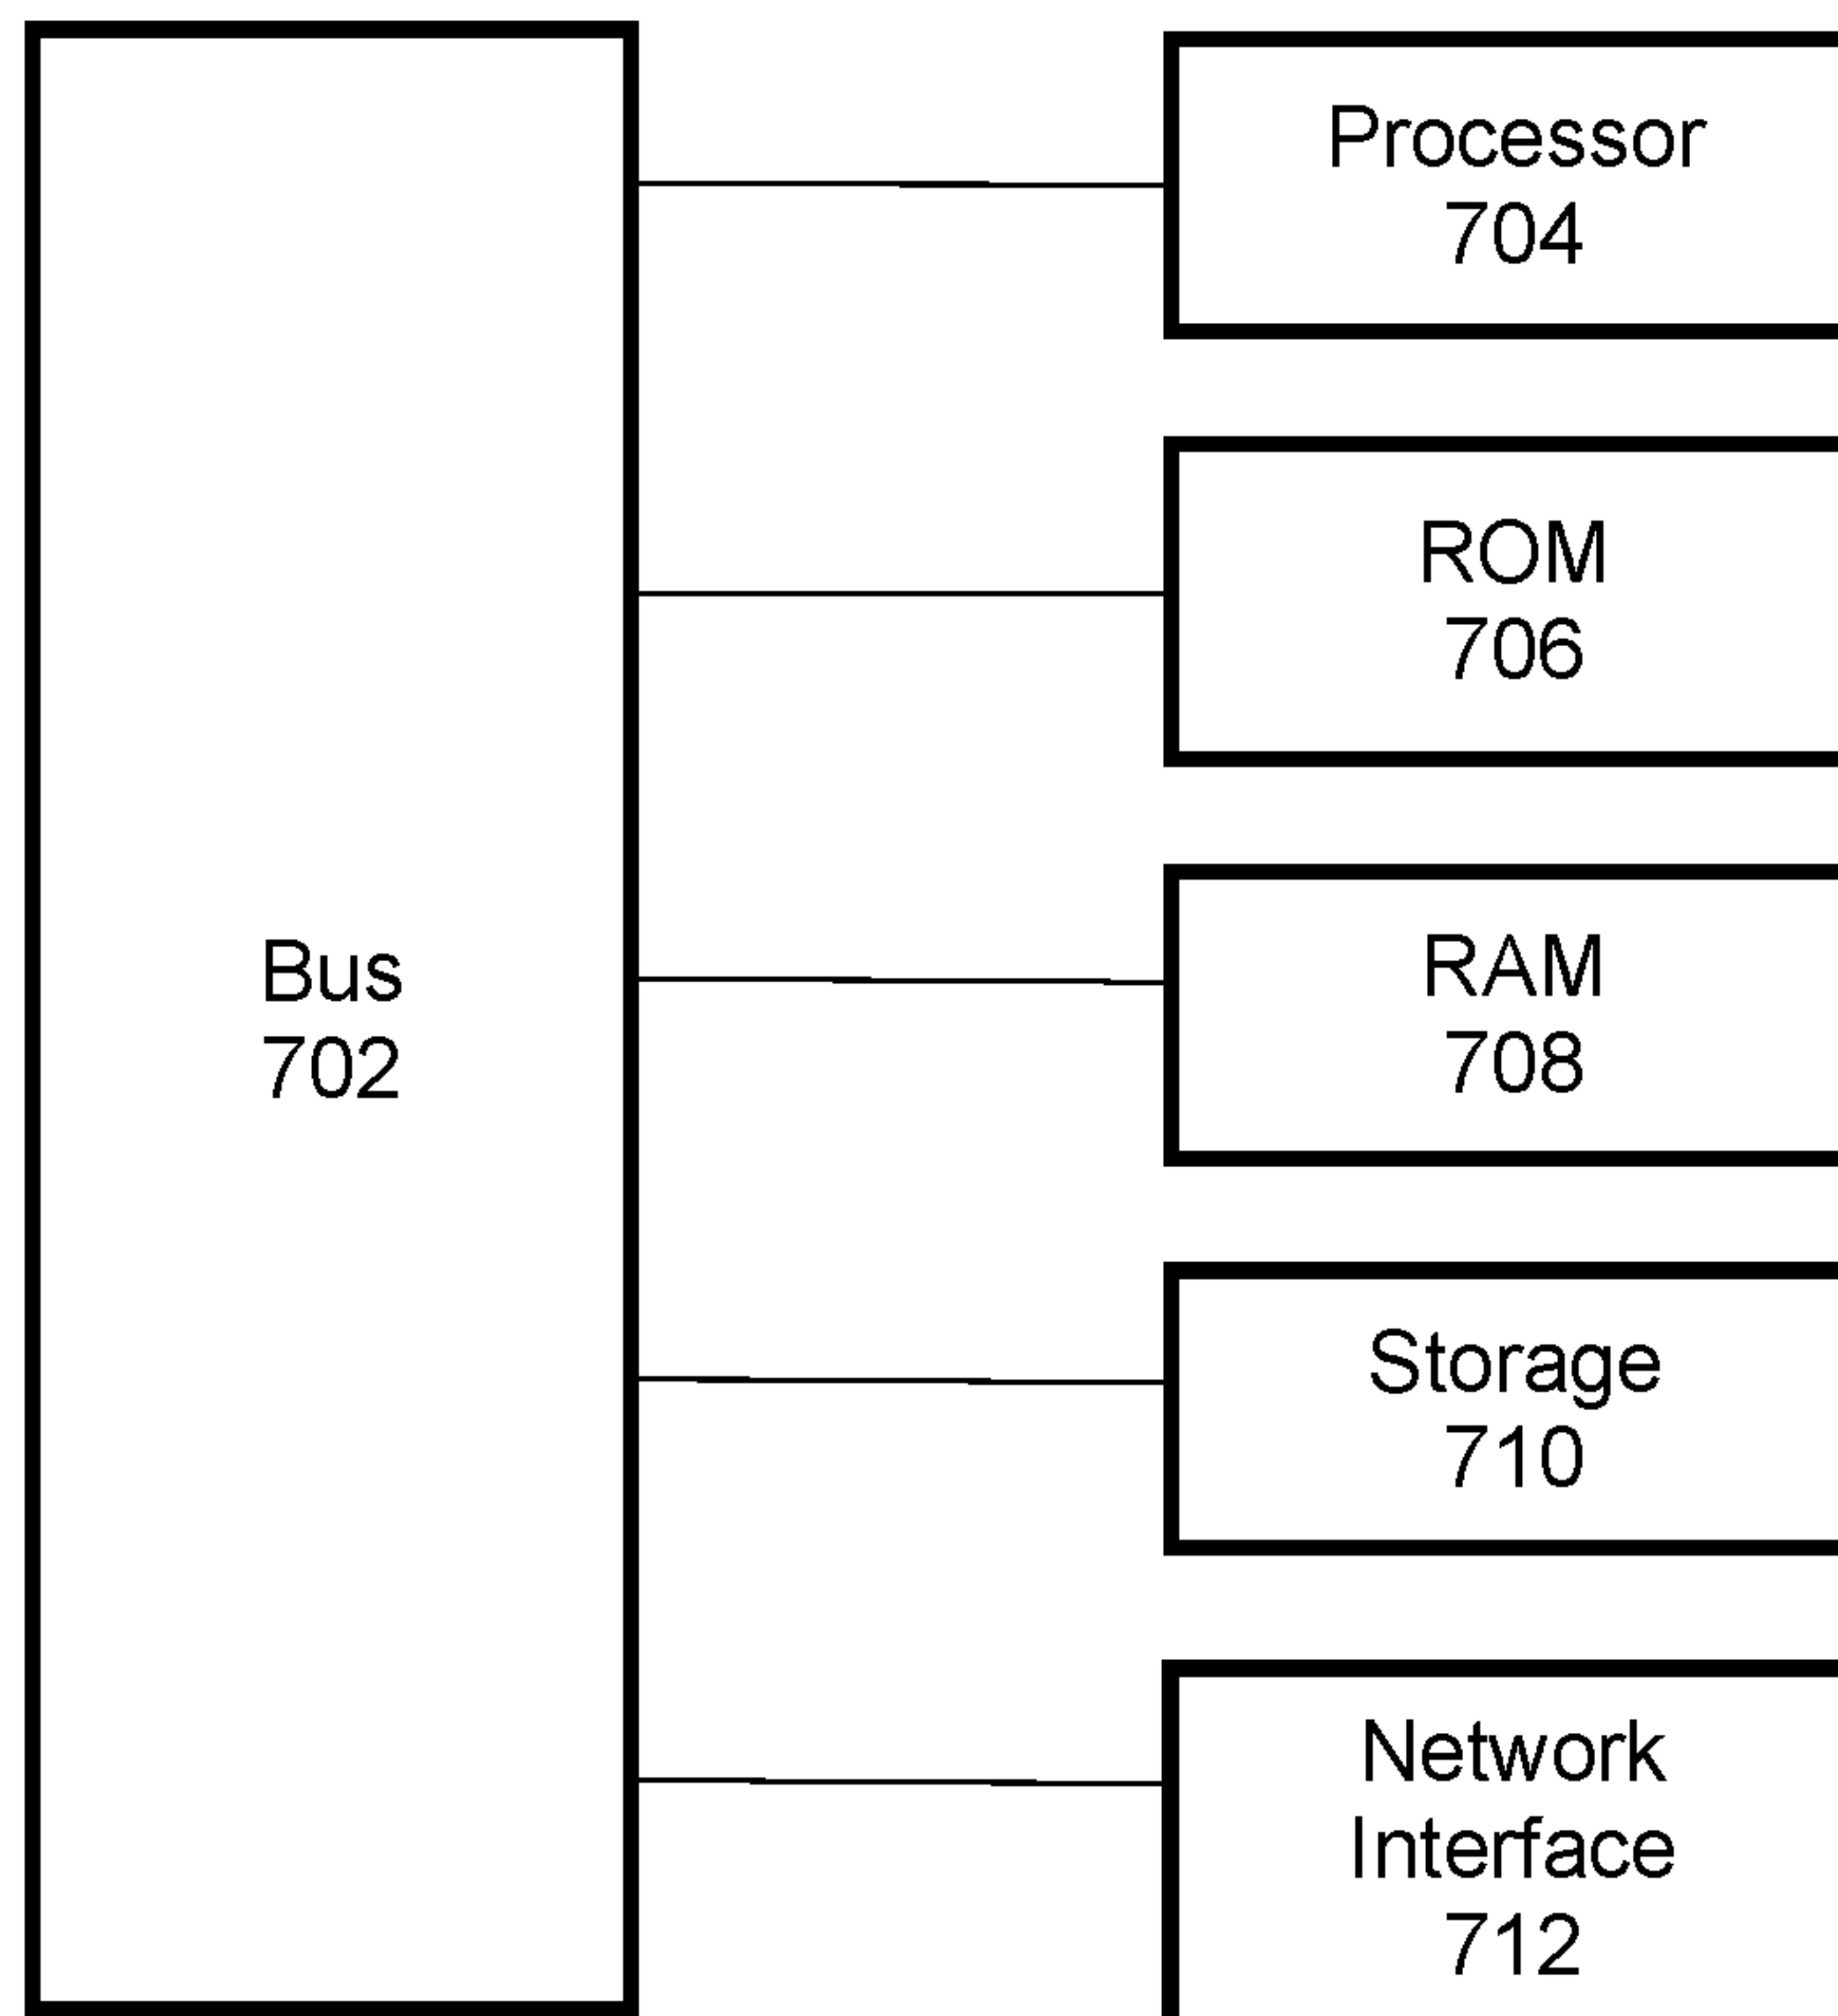 Processor
704
ROM
706
Bus
702
RAM
708
Storage
710
Network
Interface
712